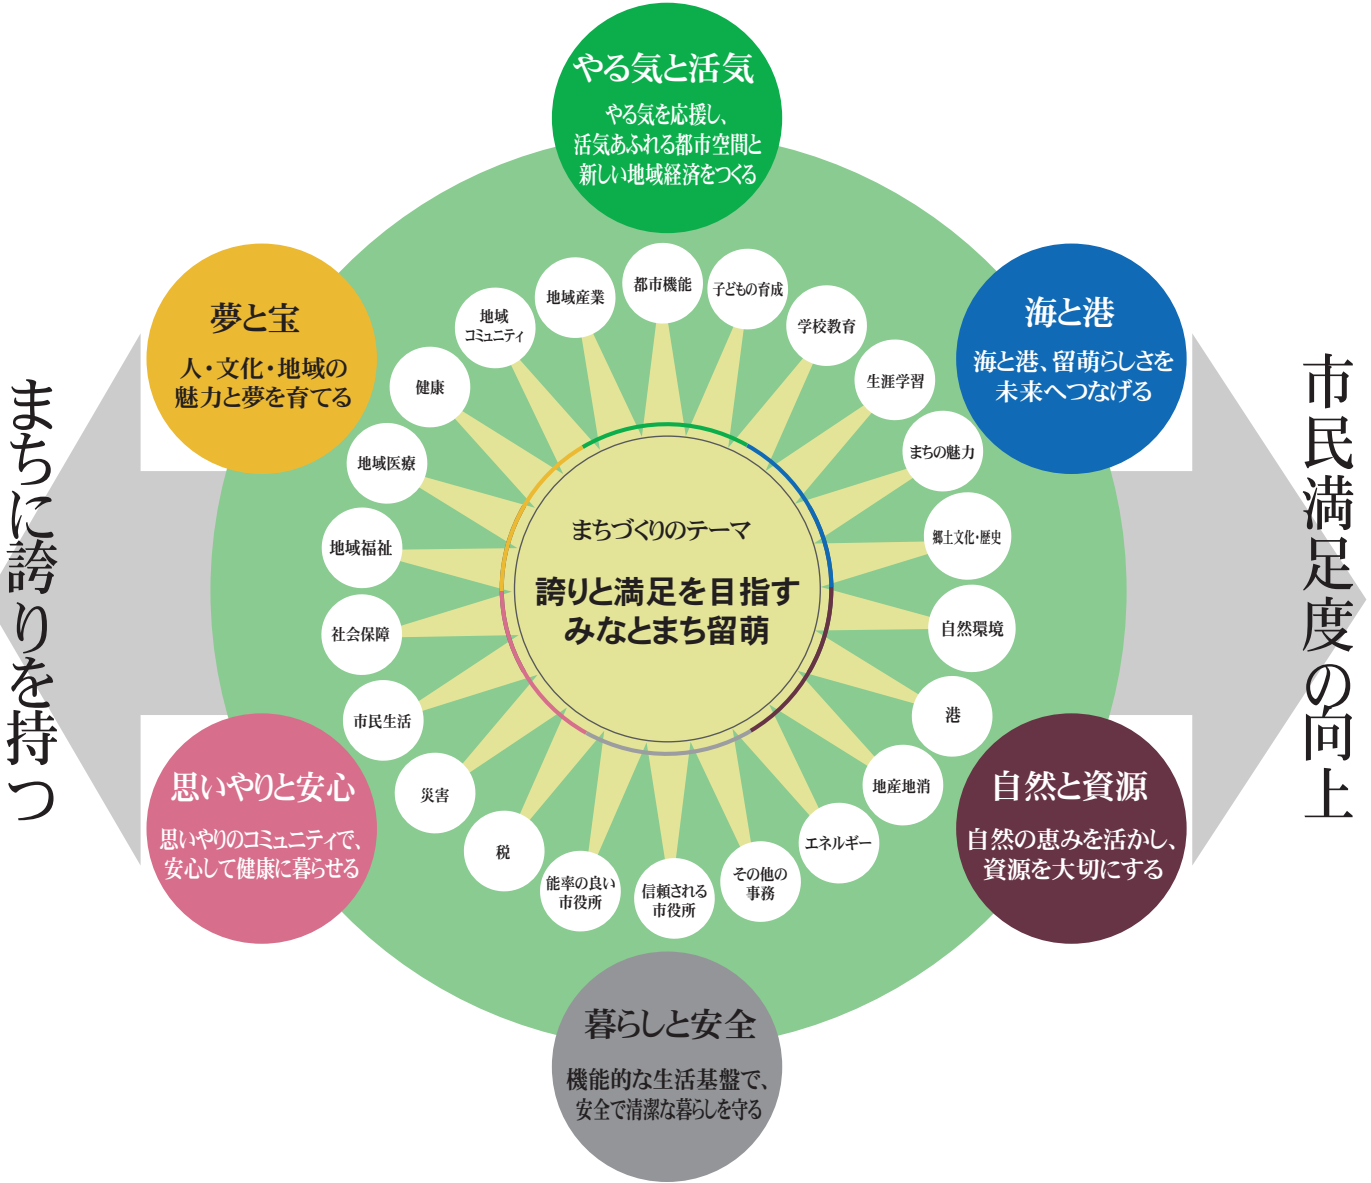 やる気と活気
やる気を応援し、
活気あふれる都市空間と
新しい地域経済をつくる
夢と宝
人・文化・地域の
魅力と夢を育てる
海と港
海と港、留萌らしさを
未来へつなげる
まちに誇りを持つ
市民満足度の向上
都市機能
子どもの育成
学校教育
生涯学習
まちの魅力
郷土文化・歴史
自然環境
港
地産地消
エネルギー
その他の
事務
信頼される
市役所
能率の良い
市役所
税
災害
市民生活
社会保障
地域福祉
地域医療
健康
地域
コミュニティ
地域産業
まちづくりのテーマ
誇りと満足を目指す
みなとまち留萌
思いやりと安心
思いやりのコミュニティで、
安心して健康に暮らせる
自然と資源
自然の恵みを活かし、
資源を大切にする
暮らしと安全
機能的な生活基盤で、
安全で清潔な暮らしを守る